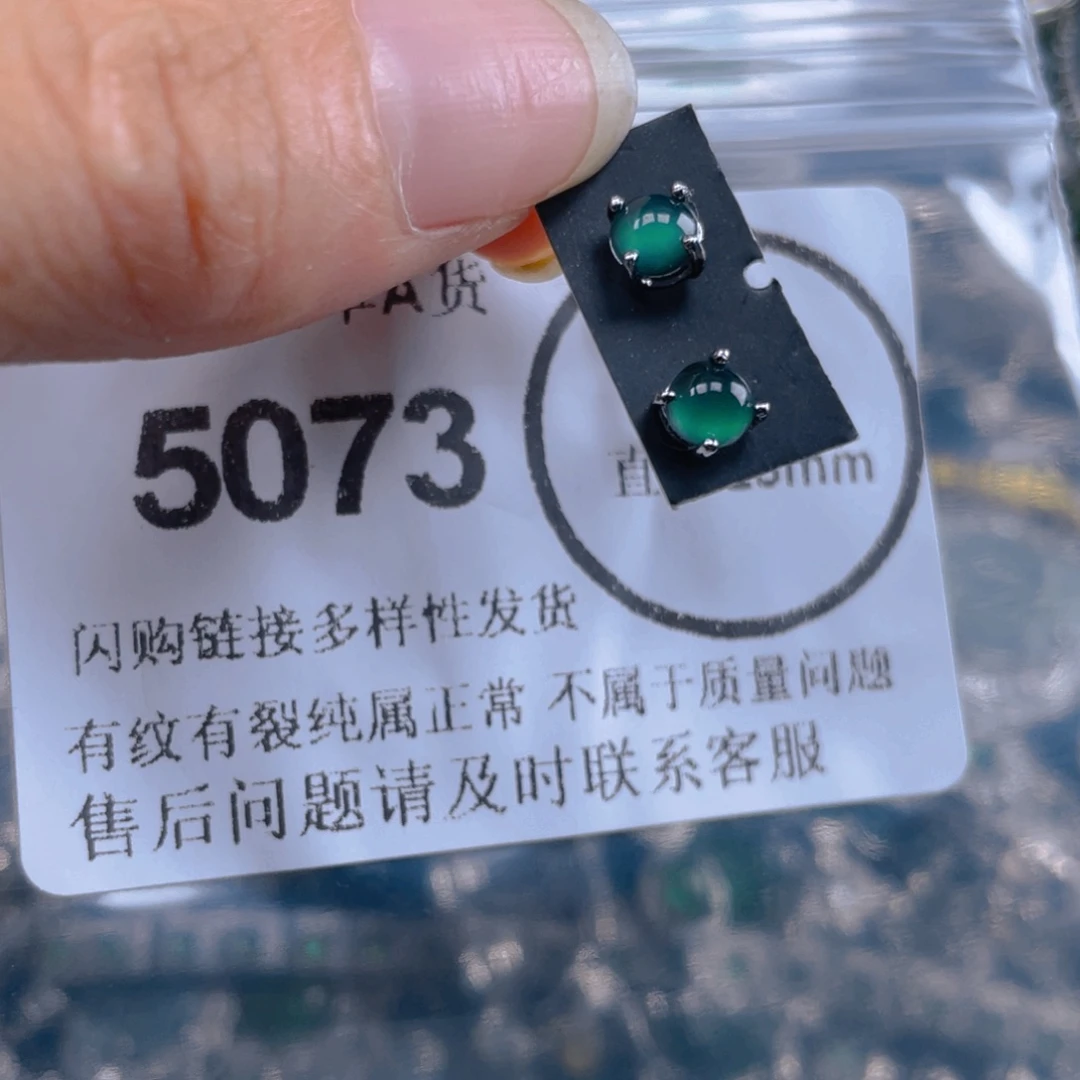 A货
5073
mm
闪购链接多样性发货
有纹有裂纯属正常 不属于质量问题
售后问题请及时联系客服